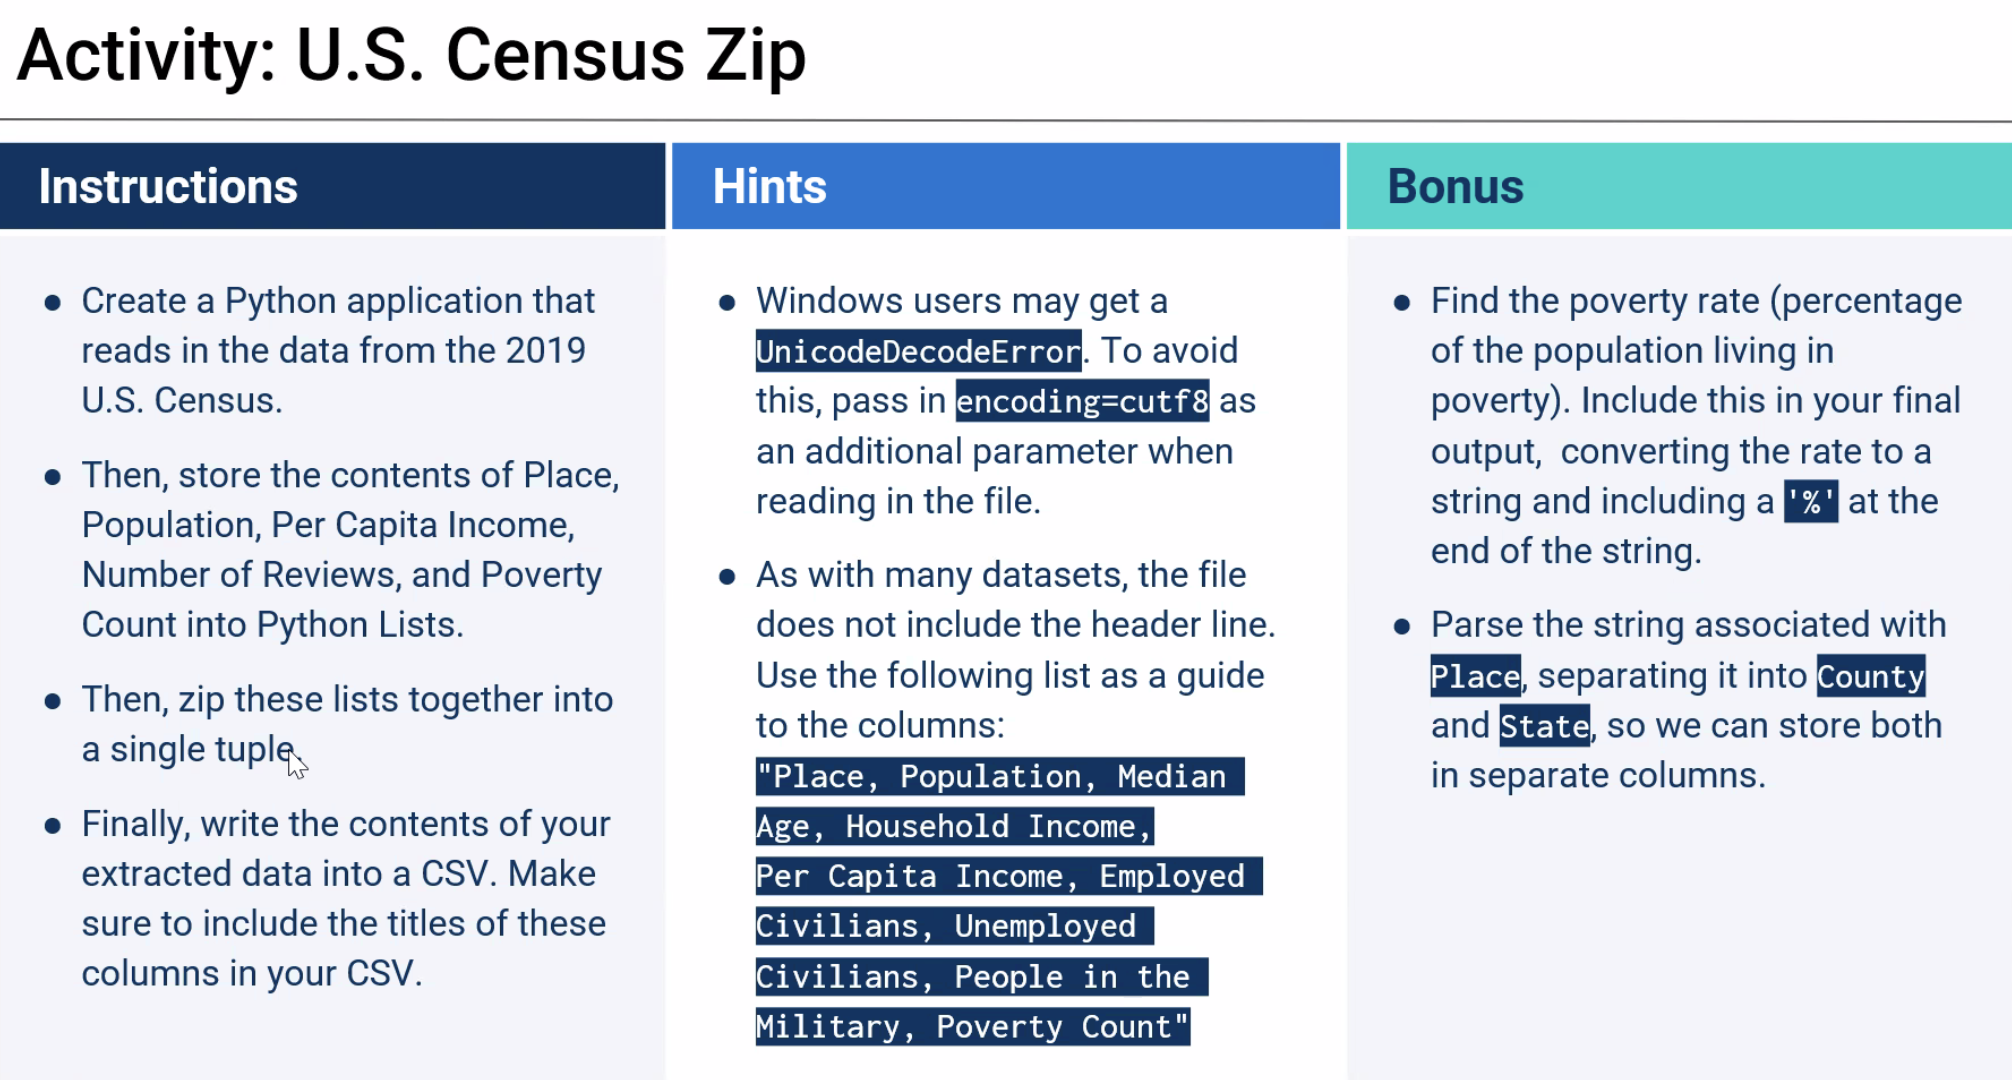 Activity: U.S. Census Zip
Instructions
● Create a Python application that
reads in the data from the 2019
U.S. Census.
● Then, store the contents of Place,
Population, Per Capita Income,
Number of Reviews, and Poverty
Count into Python Lists.
● Then, zip these lists together into
a single tuple.
● Finally, write the contents of your
extracted data into a CSV. Make
sure to include the titles of these
columns in your CSV.
Hints
● Windows users may get a
UnicodeDecodeError. To avoid
this, pass in encoding=cutf8 as
an additional parameter when
reading in the file.
● As with many datasets, the file
does not include the header line.
Use the following list as a guide
to the columns:
"Place, Population, Median
Age, Household Income,
Per Capita Income, Employed
Civilians, Unemployed
Civilians, People in the
Military, Poverty Count"
Bonus
● Find the poverty rate (percentage
of the population living in
poverty). Include this in your final
output,  converting the rate to a
string and including a '%' at the
end of the string.
● Parse the string associated with
Place, separating it into County
and State, so we can store both
in separate columns.